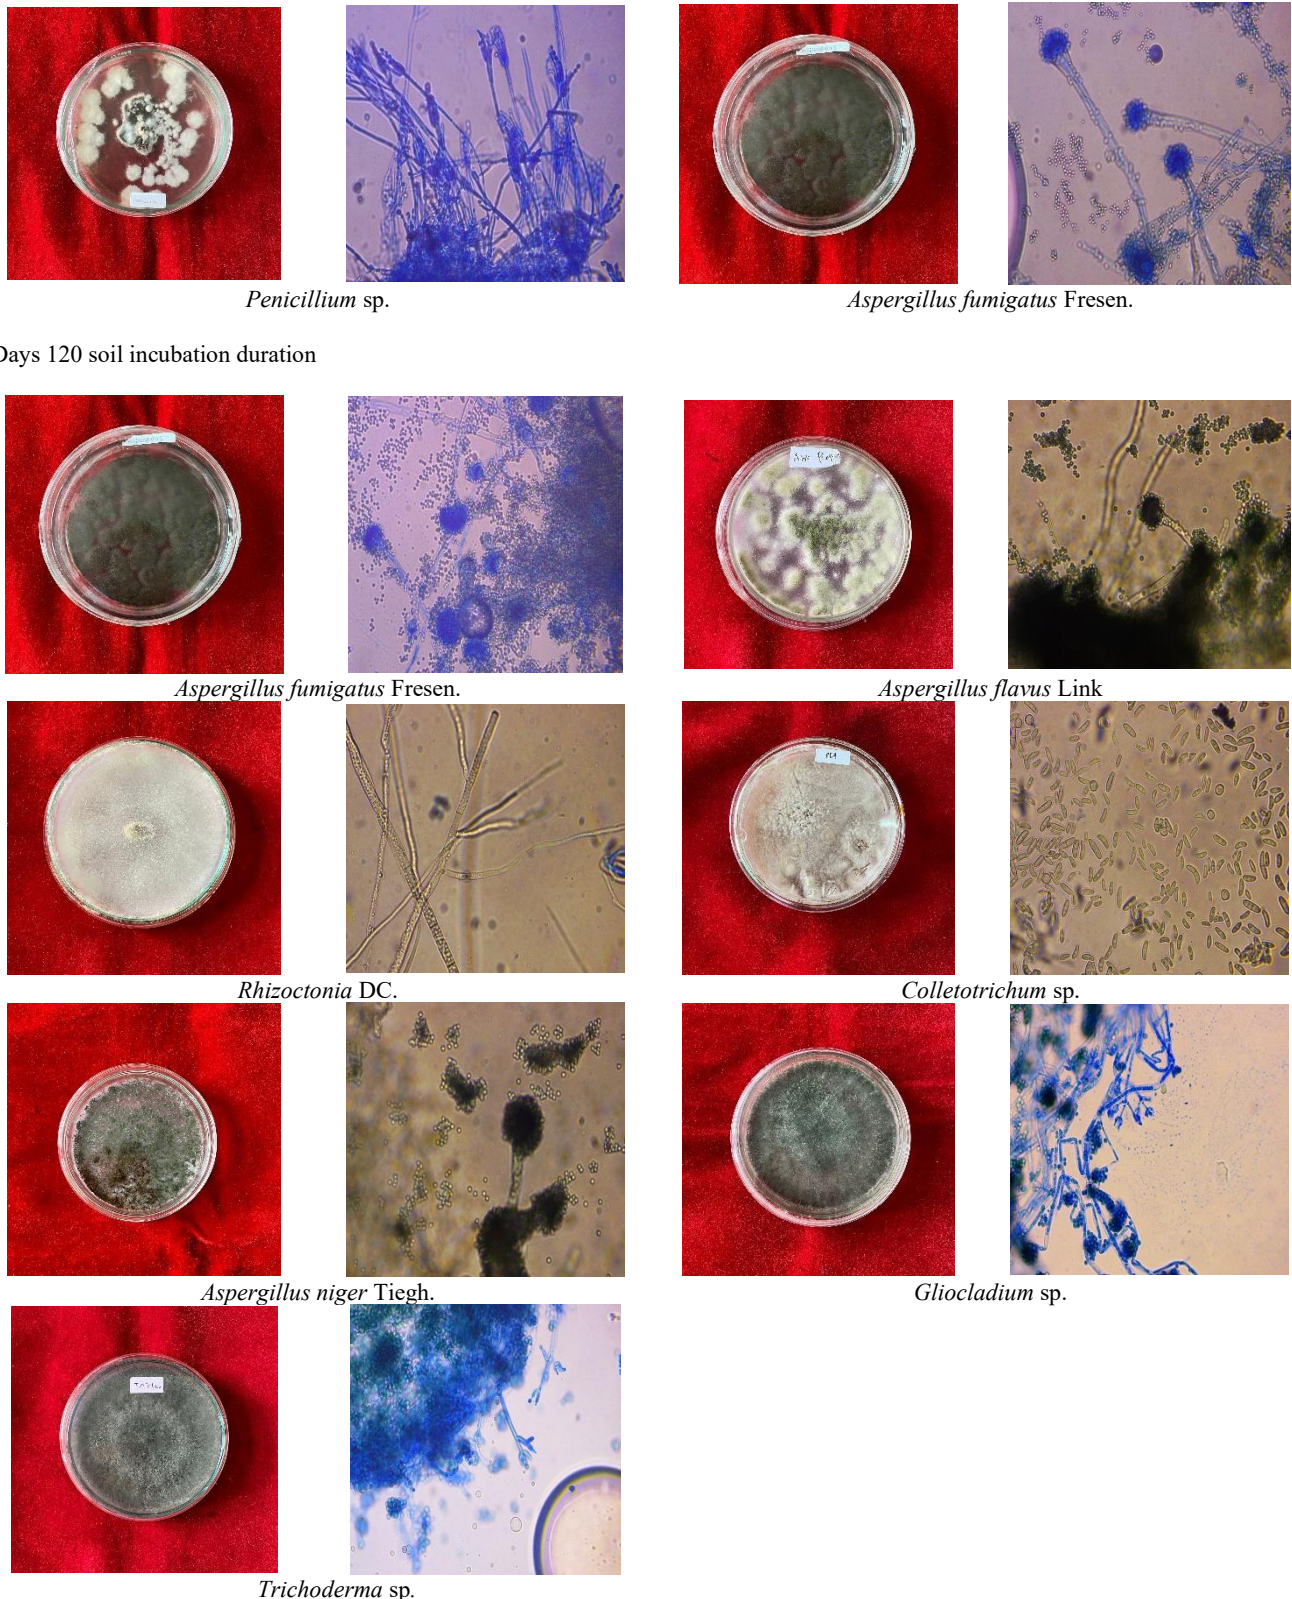 Penicillium sp.
Aspergillus fumigatus Fresen.
Days 120 soil incubation duration
Aspergillus fumigatus Fresen.
Aspergillus flavus Link
Rhizoctonia DC.
Colletotrichum sp.
Aspergillus niger Tiegh.
Gliocladium sp.
Trichoderma sp.